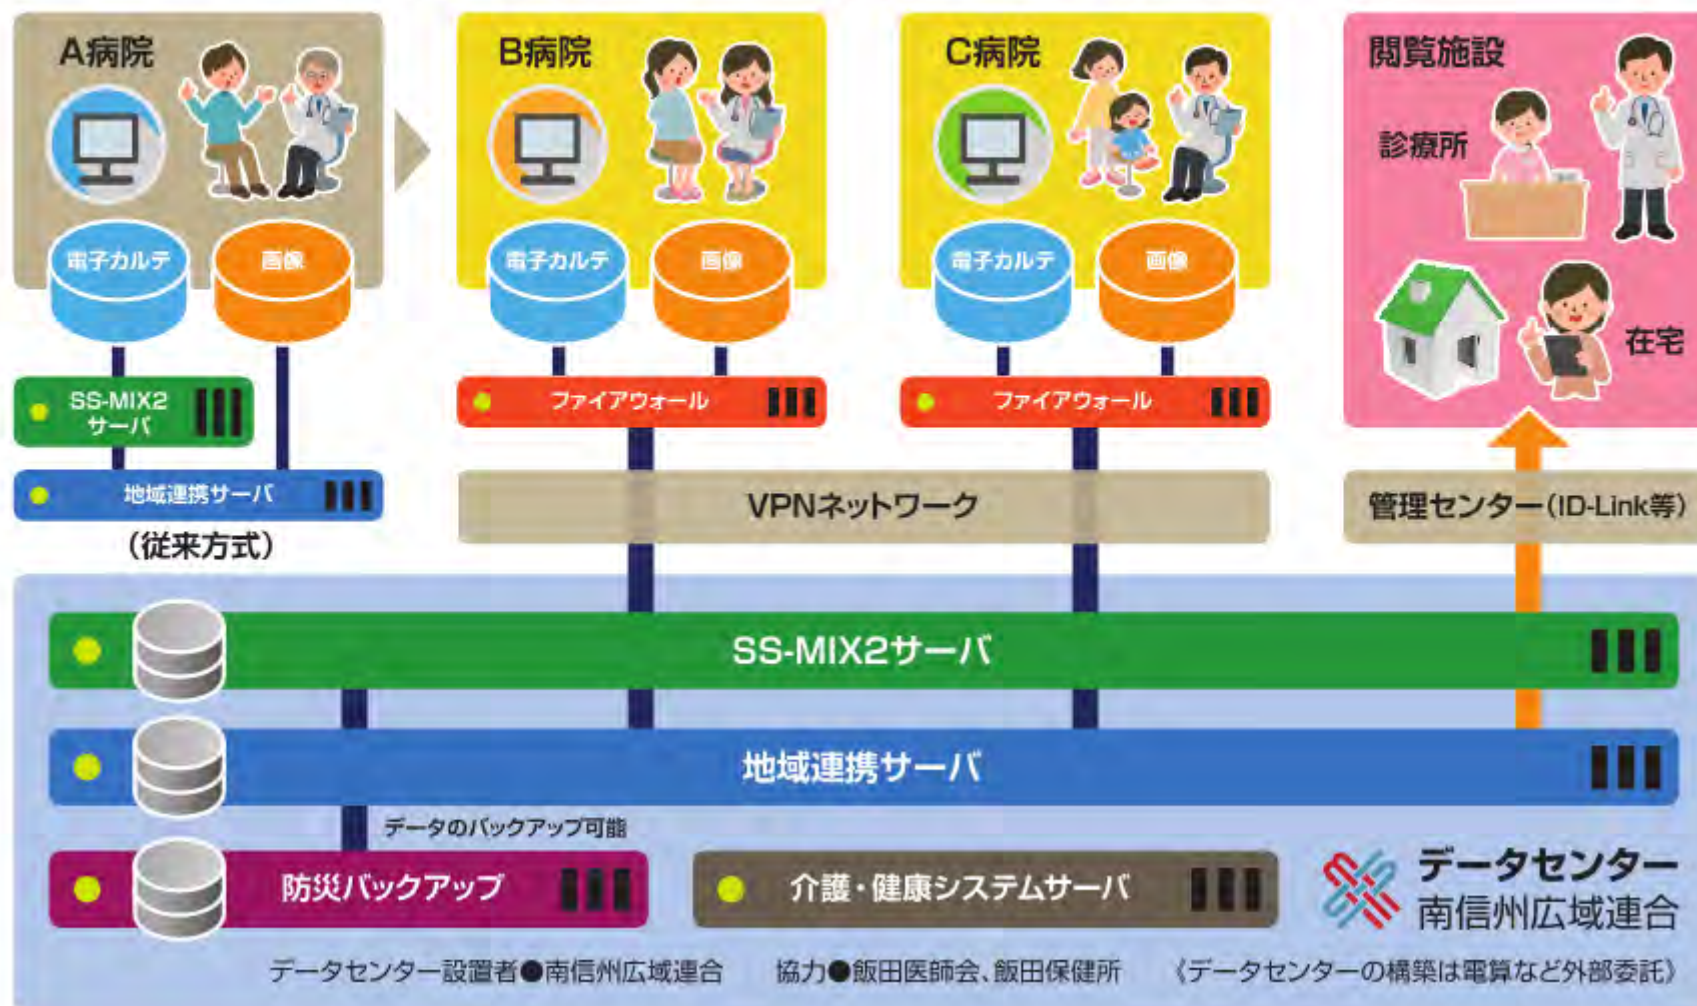 A病院
電子カルテ
画像
SS-MIX2
サーバ
地域連携サーバ
（従来方式）
B病院
電子カルテ
画像
ファイアウォール
C病院
電子カルテ
画像
ファイアウォール
VPNネットワーク
閲覧施設
診療所
在宅
管理センター（ID-Link等）
SS-MIX2サーバ
地域連携サーバ
データのバックアップ可能
防災バックアップ
介護・健康システムサーバ
データセンター
南信州広域連合
データセンター設置者●南信州広域連合　協力●飯田医師会、飯田保健所　《データセンターの構築は電算など外部委託》